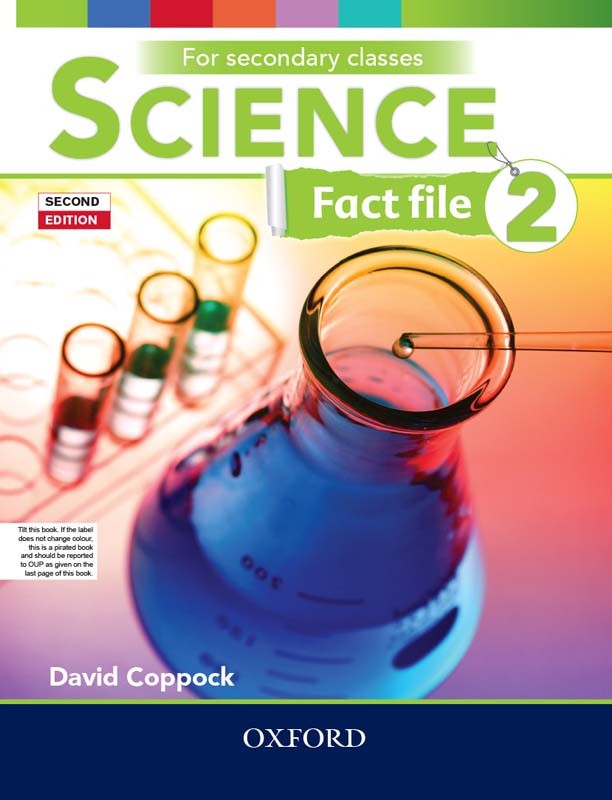 For secondary classes
SCIENCE
Fact file 2
SECOND
EDITION
Tilt this book. If the label
does not change colour,
this is a pirated book
and should be reported
to OUP as given on the
last page of this book.
500
David Coppock
OXFORD